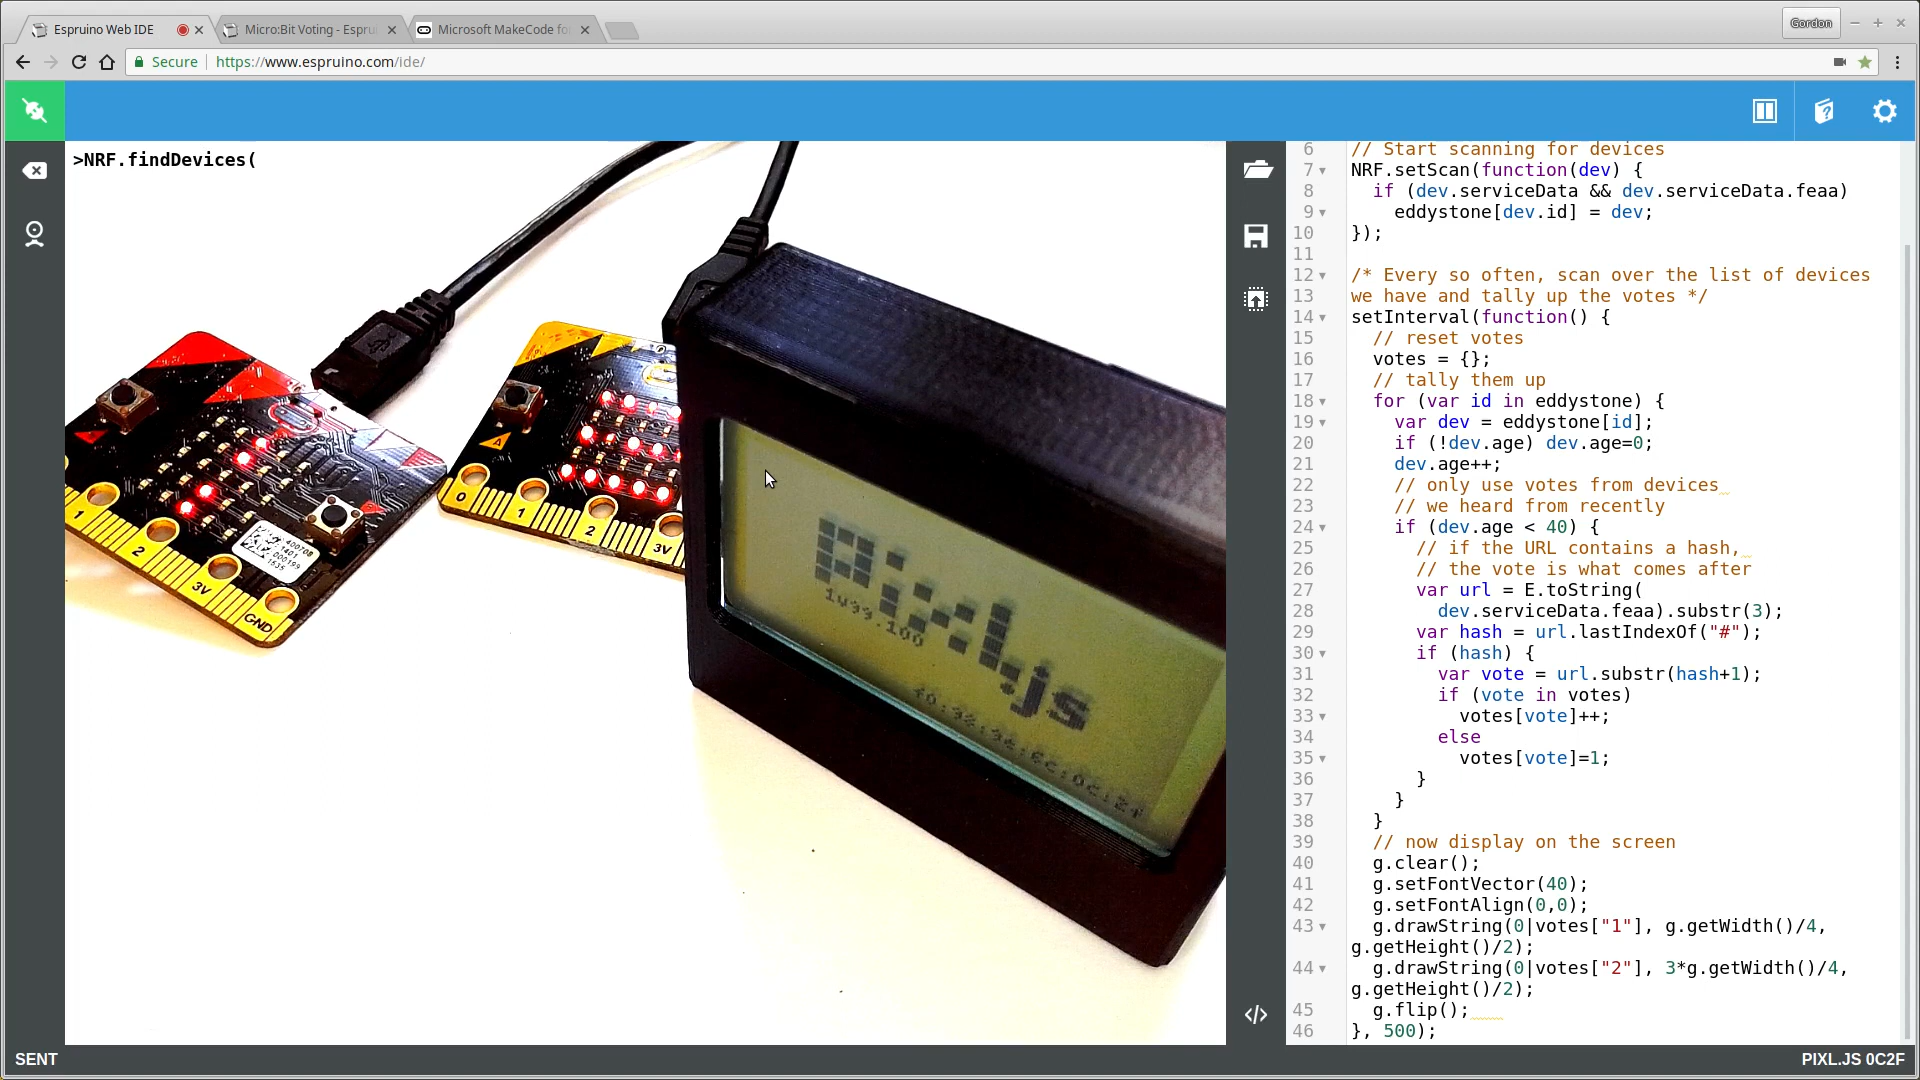 Espruino Web IDE
Micro:Bit Voting - Espru
Microsoft MakeCode fo
Gordon
Secure
https://www.espruino.com/ide/
>NRF.findDevices(
0
1
2
3V
1
2
3V
GND
pixl.js
1v99.100
6 // Start scanning for devices
7 NRF.setScan(function(dev) {
8 if (dev.serviceData && dev.serviceData.feaa)
9 eddystone[dev.id] = dev;
10 });
11
12 /* Every so often, scan over the list of devices
13 we have and tally up the votes */
14 setInterval(function() {
15 // reset votes
16 votes = {};
17 // tally them up
18 for (var id in eddystone) {
19 var dev = eddystone[id];
20 if (!dev.age) dev.age=0;
21 dev.age++;
22 // only use votes from devices
23 // we heard from recently
24 if (dev.age < 40) {
25 // if the URL contains a hash,
26 // the vote is what comes after
27 var url = E.toString(
28 dev.serviceData.feaa).substr(3);
29 var hash = url.lastIndexOf("#");
30 if (hash) {
31 var vote = url.substr(hash+1);
32 if (vote in votes)
33 votes[vote]++;
34 else
35 votes[vote]=1;
36 }
37 }
38 }
39 // now display on the screen
40 g.clear();
41 g.setFontVector(40);
42 g.setFontAlign(0,0);
43 g.drawString(0|votes["1"], g.getWidth()/4,
g.getHeight()/2);
44 g.drawString(0|votes["2"], 3*g.getWidth()/4,
g.getHeight()/2);
45 g.flip();
46 }, 500);
SENT
PIXL.JS 0C2F